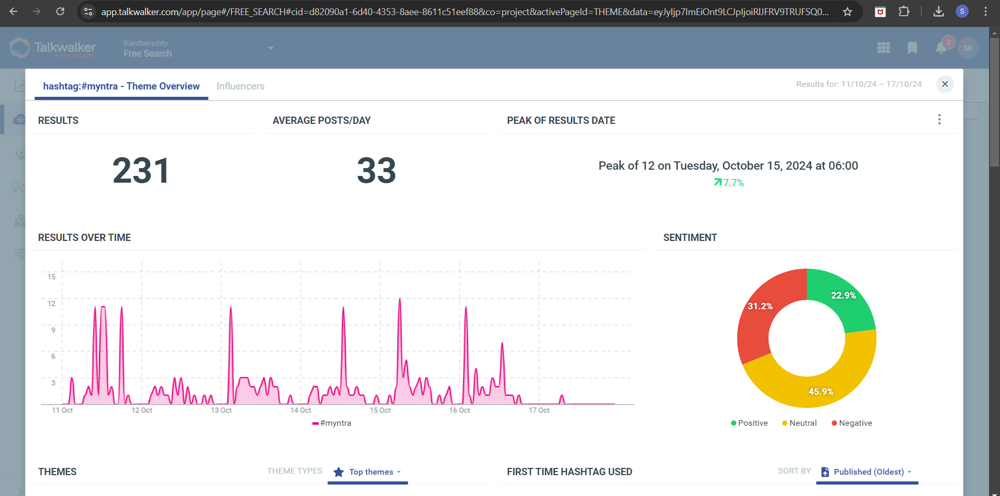 app.talkwalker.com/app/page#/FREE_SEARCH#cid=d82090a1-6d40-4353-8aee-8611c51eef88&co=project&activePageId=THEME&data=eyJyIjp7ImEiOnt9LCJpIjoiRlJFRV9TRUFSQ0...
S
Talkwalker
by Hootsuite
Kanthareddy
Free Search
2
SK
hashtag:#myntra - Theme Overview
Influencers
Results for: 11/10/24 – 17/10/24
RESULTS
AVERAGE POSTS/DAY
PEAK OF RESULTS DATE
231
33
Peak of 12 on Tuesday, October 15, 2024 at 06:00
7.7%
RESULTS OVER TIME
SENTIMENT
15
12
9
6
3
11 Oct
12 Oct
13 Oct
14 Oct
15 Oct
16 Oct
17 Oct
#myntra
22.9%
31.2%
45.9%
Positive
Neutral
Negative
THEMES
THEME TYPES
Top themes
FIRST TIME HASHTAG USED
SORT BY
Published (Oldest)